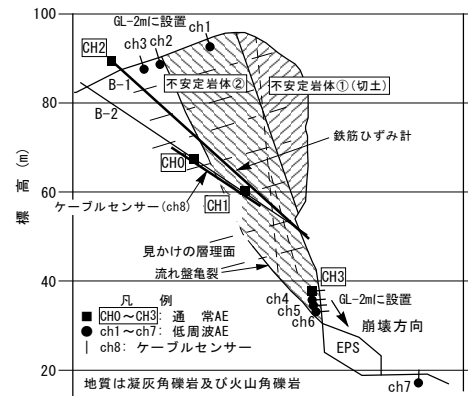 100
80
60
40
20
標 高 (m)
GL-2mに設置
ch1
ch2
ch3
CH2
B-1
B-2
不安定岩体②
不安定岩体①(切土)
鉄筋ひずみ計
CH0
ケーブルセンサー(ch8)
CH1
見かけの層理面
流れ盤亀裂
CH3
ch4
ch5
ch6
GL-2mに設置
崩壊方向
EPS
ch7
凡 例
■ CH0~CH3: 通 常AE
● ch1~ch7: 低周波AE
| ch8: ケーブルセンサー
地質は凝灰角礫岩及び火山角礫岩